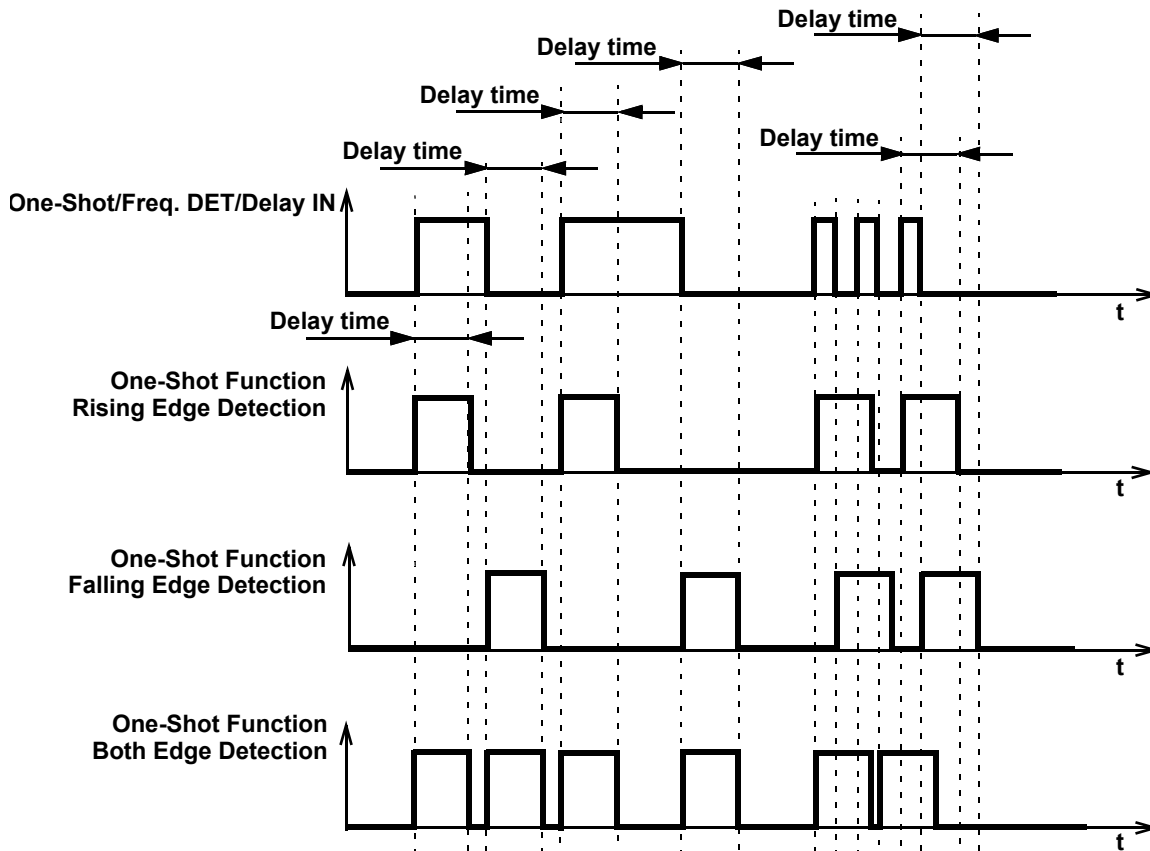 Delay time
Delay time
Delay time
Delay time
Delay time
One-Shot/Freq. DET/Delay IN
t
Delay time
One-Shot Function
Rising Edge Detection
t
One-Shot Function
Falling Edge Detection
t
One-Shot Function
Both Edge Detection
t